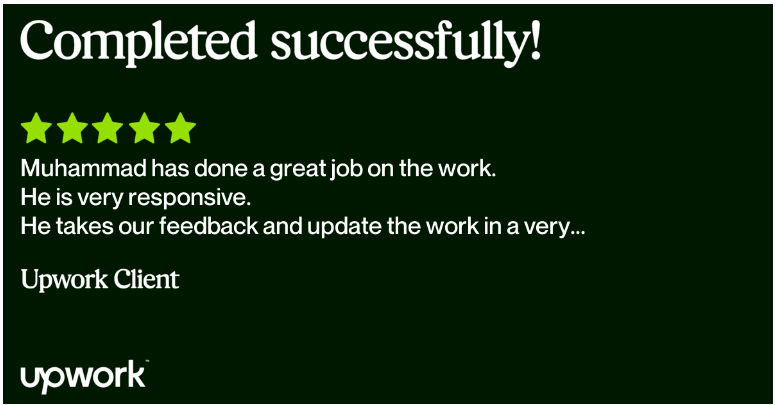 Completed successfully!
Muhammad has done a great job on the work.
He is very responsive.
He takes our feedback and update the work in a very...
Upwork Client
upwork™